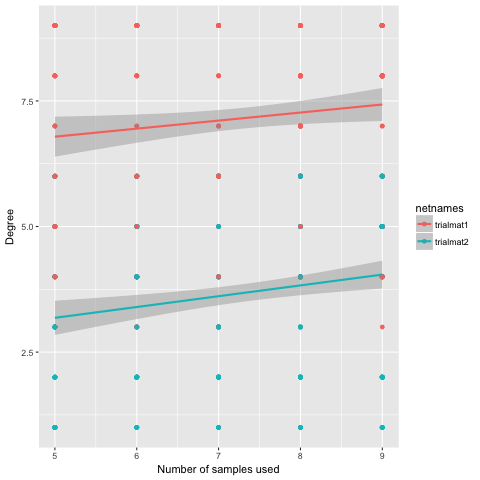 7.5
5.0
2.5
Degree
5 6 7 8 9
Number of samples used
netnames
trialmat1
trialmat2